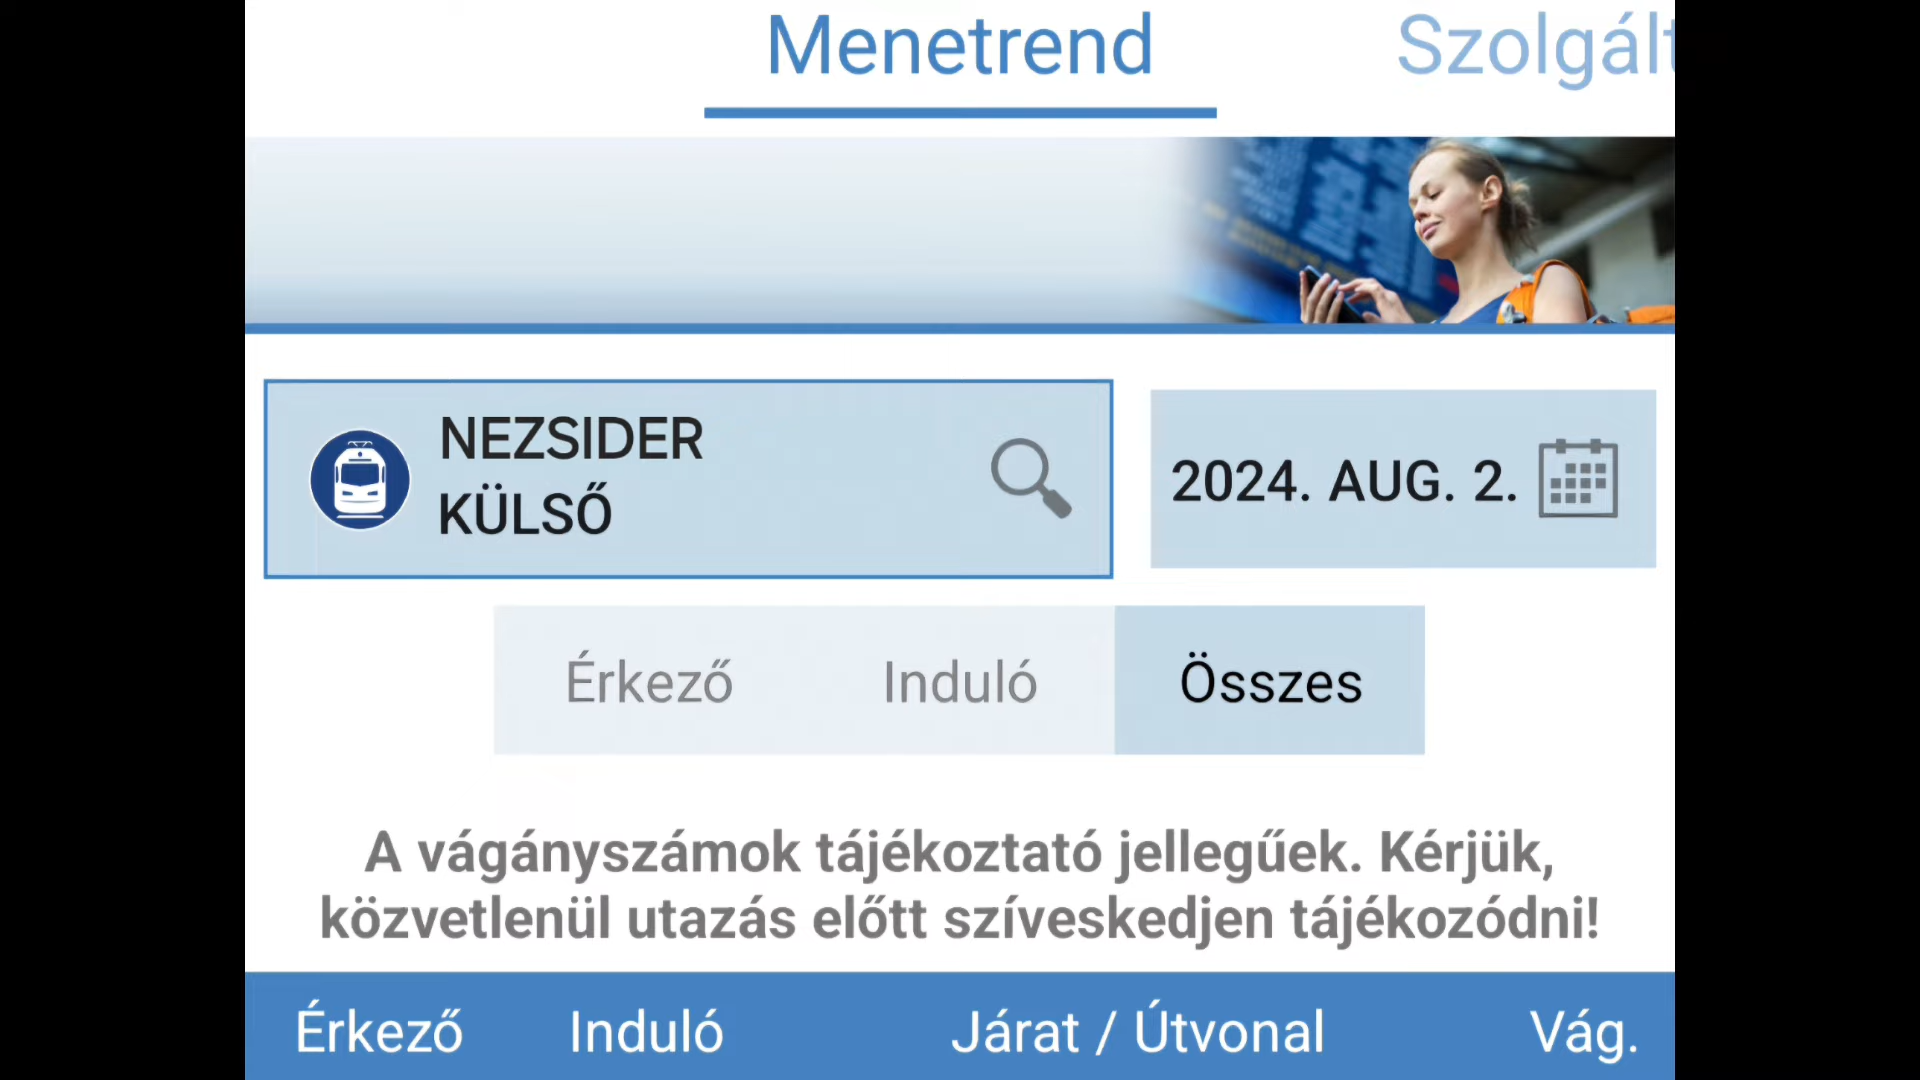 Menetrend Szolgált
NEZSIDER
KÜLSŐ
2024. AUG. 2.
Érkező Induló Összes
A vágányszámok tájékoztató jellegűek. Kérjük,
közvetlenül utazás előtt szíveskedjen tájékozódni!
Érkező Induló Járat / Útvonal Vág.